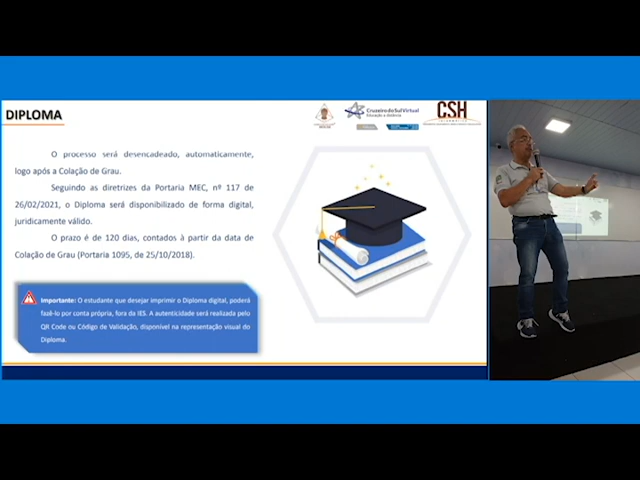 DIPLOMA
Cruzeiro do Sul Virtual
Educação a distância
CSH
O processo será desencadeado, automaticamente,
logo após a Colação de Grau.
Seguindo as diretrizes da Portaria MEC, nº 117 de
26/02/2021, o Diploma será disponibilizado de forma digital,
juridicamente válido.
O prazo é de 120 dias, contados à partir da data de
Colação de Grau (Portaria 1095, de 25/10/2018).
Importante: O estudante que desejar imprimir o Diploma digital, poderá
fazê-lo por conta própria, fora da IES. A autenticidade será realizada pelo
QR Code ou Código de Validação, disponível na representação visual do
Diploma.